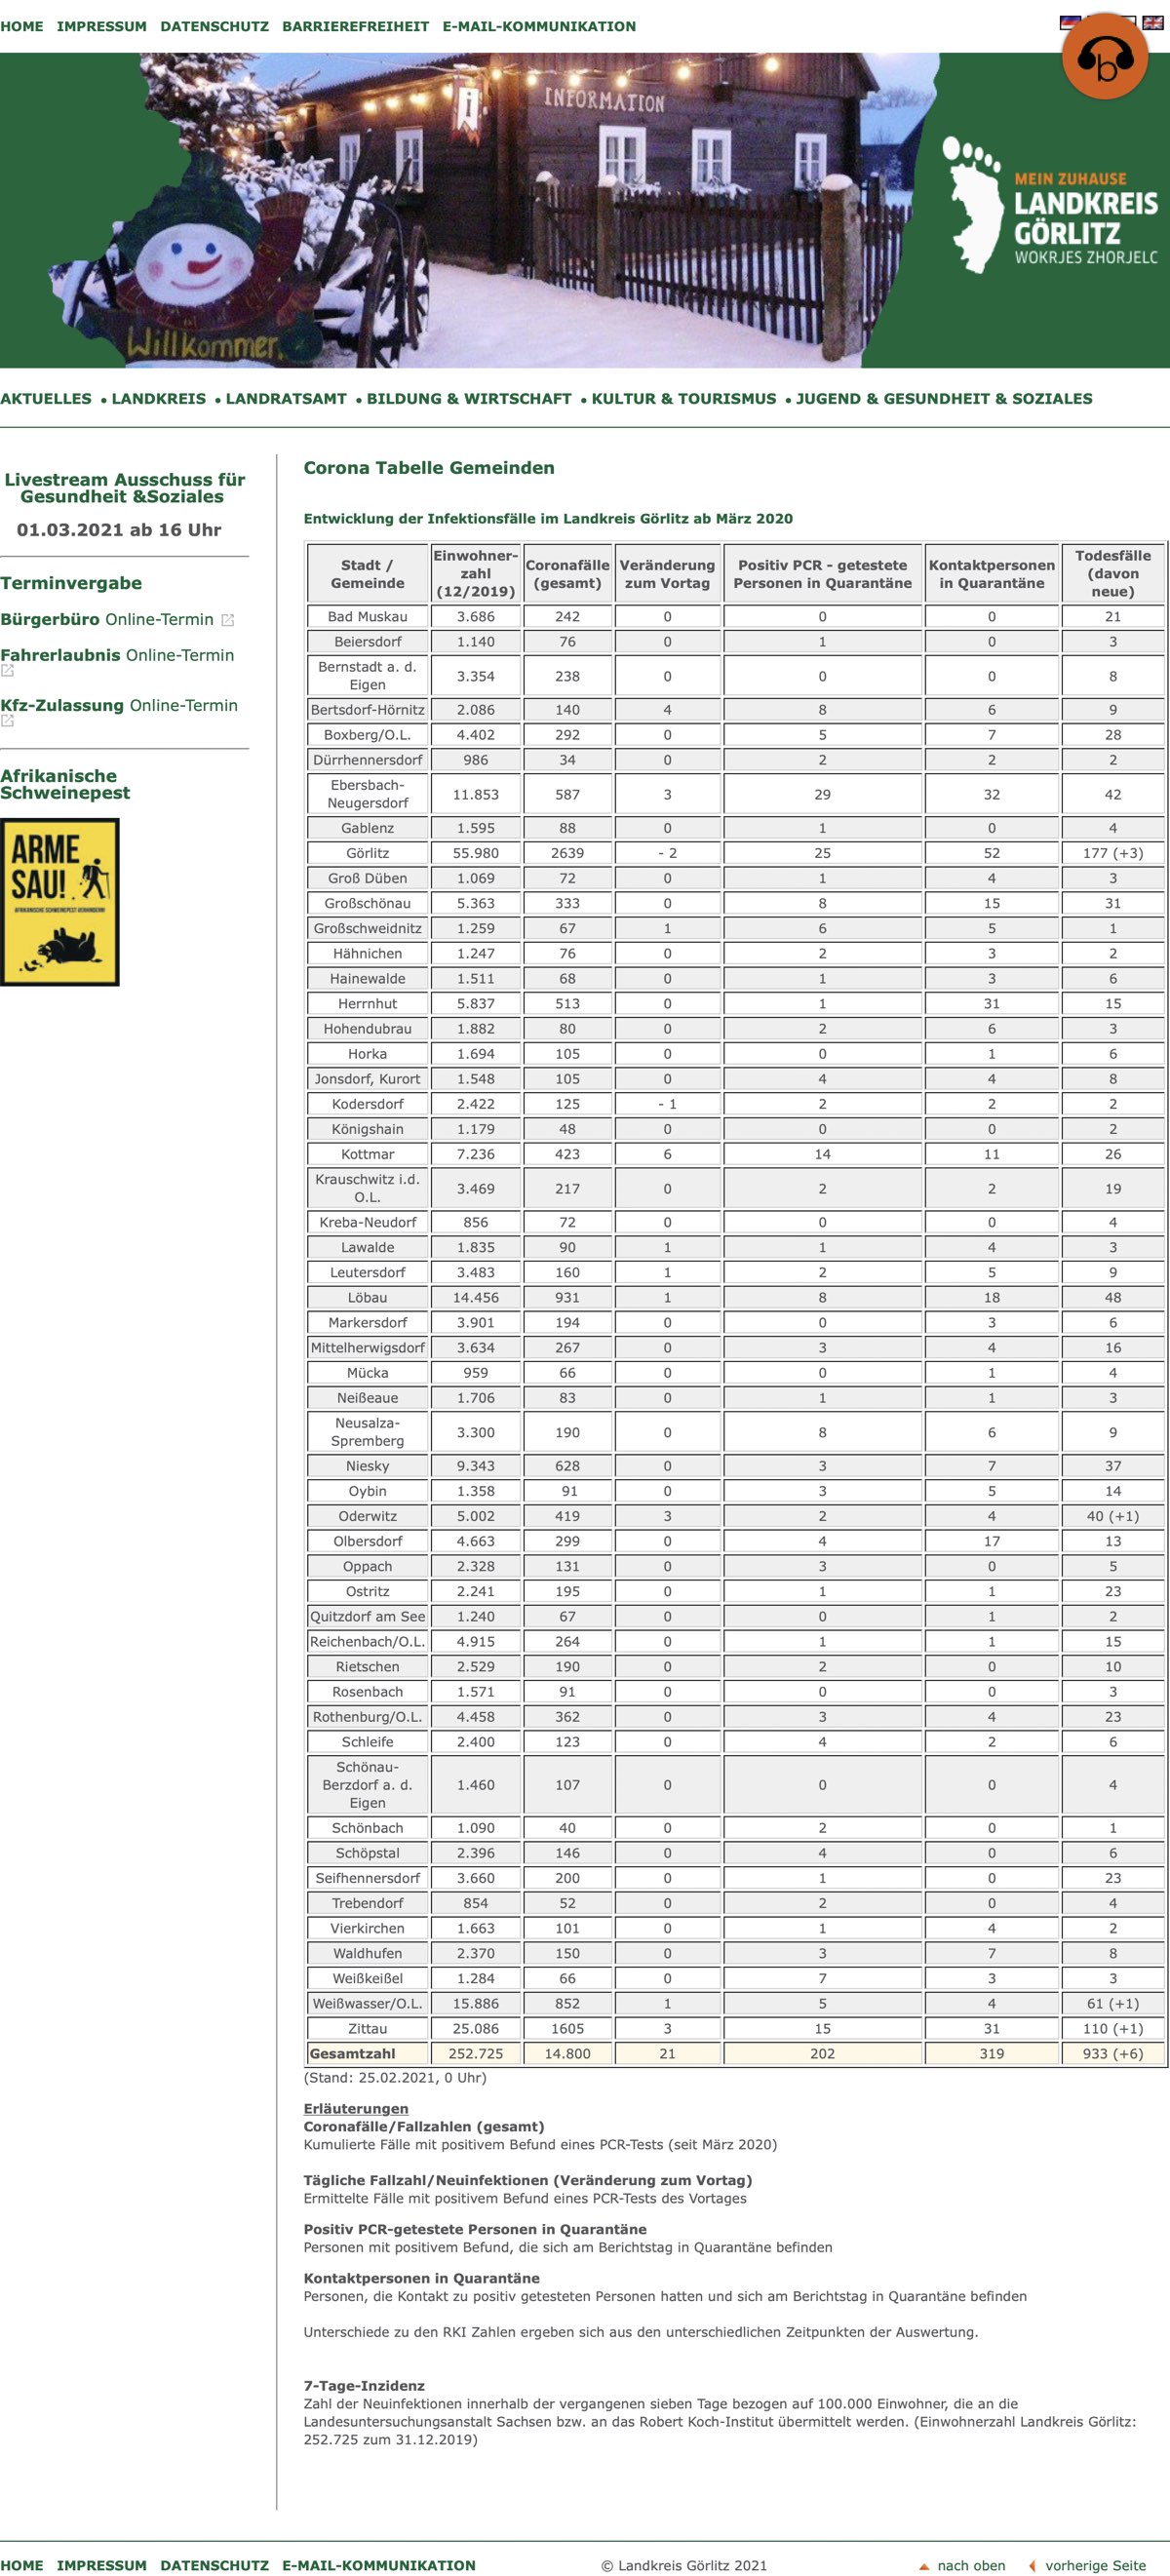 HOME IMPRESSUM DATENSCHUTZ BARRIEREFREIHEIT E-MAIL-KOMMUNIKATION
b
INFORMATION
i
Willkommen
MEIN ZUHAUSE
LANDKREIS
GÖRLITZ
WOKRJES ZHORJELC
AKTUELLES • LANDKREIS • LANDRATSAMT • BILDUNG & WIRTSCHAFT • KULTUR & TOURISMUS • JUGEND & GESUNDHEIT & SOZIALES
Livestream Ausschuss für
Gesundheit &Soziales
01.03.2021 ab 16 Uhr
Terminvergabe
Bürgerbüro Online-Termin
Fahrerlaubnis Online-Termin
Kfz-Zulassung Online-Termin
Afrikanische
Schweinepest
ARME
SAU!
AFRIKANISCHE SCHWEINEPEST VERHINDERN!
Corona Tabelle Gemeinden
Entwicklung der Infektionsfälle im Landkreis Görlitz ab März 2020
Stadt / Gemeinde Einwohner-zahl (12/2019) Coronafälle (gesamt) Veränderung zum Vortag Positiv PCR - getestete Personen in Quarantäne Kontaktpersonen in Quarantäne Todesfälle (davon neue)
Bad Muskau 3.686 242 0 0 0 21
Beiersdorf 1.140 76 0 1 0 3
Bernstadt a. d. Eigen 3.354 238 0 0 0 8
Bertsdorf-Hörnitz 2.086 140 4 8 6 9
Boxberg/O.L. 4.402 292 0 5 7 28
Dürrhennersdorf 986 34 0 2 2 2
Ebersbach-Neugersdorf 11.853 587 3 29 32 42
Gablenz 1.595 88 0 1 0 4
Görlitz 55.980 2639 - 2 25 52 177 (+3)
Groß Düben 1.069 72 0 1 4 3
Großschönau 5.363 333 0 8 15 31
Großschweidnitz 1.259 67 1 6 5 1
Hähnichen 1.247 76 0 2 3 2
Hainewalde 1.511 68 0 1 3 6
Herrnhut 5.837 513 0 1 31 15
Hohendubrau 1.882 80 0 2 6 3
Horka 1.694 105 0 0 1 6
Jonsdorf, Kurort 1.548 105 0 4 4 8
Kodersdorf 2.422 125 - 1 2 2 2
Königshain 1.179 48 0 0 0 2
Kottmar 7.236 423 6 14 11 26
Krauschwitz i.d. O.L. 3.469 217 0 2 2 19
Kreba-Neudorf 856 72 0 0 0 4
Lawalde 1.835 90 1 1 4 3
Leutersdorf 3.483 160 1 2 5 9
Löbau 14.456 931 1 8 18 48
Markersdorf 3.901 194 0 0 3 6
Mittelherwigsdorf 3.634 267 0 3 4 16
Mücka 959 66 0 0 1 4
Neißeaue 1.706 83 0 1 1 3
Neusalza-Spremberg 3.300 190 0 8 6 9
Niesky 9.343 628 0 3 7 37
Oybin 1.358 91 0 3 5 14
Oderwitz 5.002 419 3 2 4 40 (+1)
Olbersdorf 4.663 299 0 4 17 13
Oppach 2.328 131 0 3 0 5
Ostritz 2.241 195 0 1 1 23
Quitzdorf am See 1.240 67 0 0 1 2
Reichenbach/O.L. 4.915 264 0 1 1 15
Rietschen 2.529 190 0 2 0 10
Rosenbach 1.571 91 0 0 0 3
Rothenburg/O.L. 4.458 362 0 3 4 23
Schleife 2.400 123 0 4 2 6
Schönau-Berzdorf a. d. Eigen 1.460 107 0 0 0 4
Schönbach 1.090 40 0 2 0 1
Schöpstal 2.396 146 0 4 0 6
Seifhennersdorf 3.660 200 0 1 0 23
Trebendorf 854 52 0 2 0 4
Vierkirchen 1.663 101 0 1 4 2
Waldhufen 2.370 150 0 3 7 8
Weißkeißel 1.284 66 0 7 3 3
Weißwasser/O.L. 15.886 852 1 5 4 61 (+1)
Zittau 25.086 1605 3 15 31 110 (+1)
Gesamtzahl 252.725 14.800 21 202 319 933 (+6)
(Stand: 25.02.2021, 0 Uhr)
Erläuterungen
Coronafälle/Fallzahlen (gesamt)
Kumulierte Fälle mit positivem Befund eines PCR-Tests (seit März 2020)
Tägliche Fallzahl/Neuinfektionen (Veränderung zum Vortag)
Ermittelte Fälle mit positivem Befund eines PCR-Tests des Vortages
Positiv PCR-getestete Personen in Quarantäne
Personen mit positivem Befund, die sich am Berichtstag in Quarantäne befinden
Kontaktpersonen in Quarantäne
Personen, die Kontakt zu positiv getesteten Personen hatten und sich am Berichtstag in Quarantäne befinden
Unterschiede zu den RKI Zahlen ergeben sich aus den unterschiedlichen Zeitpunkten der Auswertung.
7-Tage-Inzidenz
Zahl der Neuinfektionen innerhalb der vergangenen sieben Tage bezogen auf 100.000 Einwohner, die an die
Landesuntersuchungsanstalt Sachsen bzw. an das Robert Koch-Institut übermittelt werden. (Einwohnerzahl Landkreis Görlitz:
252.725 zum 31.12.2019)
HOME IMPRESSUM DATENSCHUTZ E-MAIL-KOMMUNIKATION © Landkreis Görlitz 2021 nach oben vorherige Seite